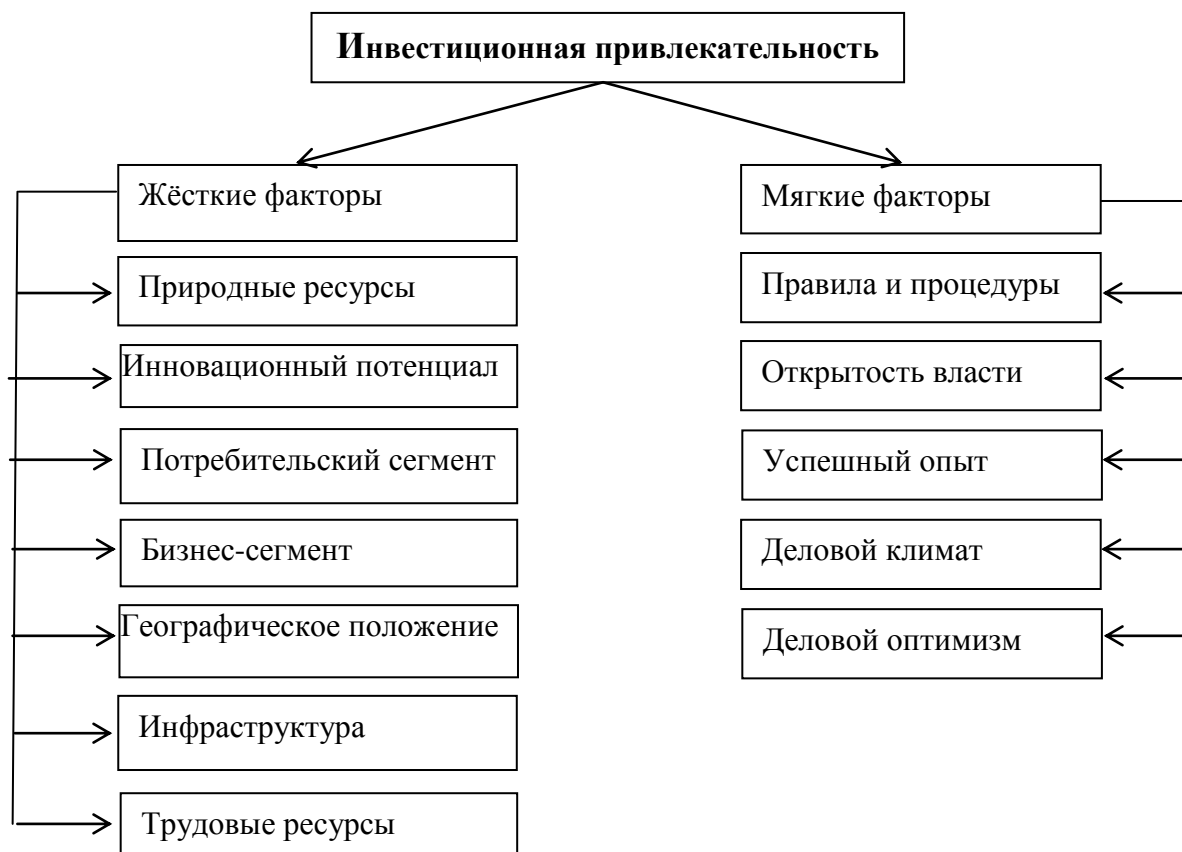 Инвестиционная привлекательность
Жёсткие факторы
Природные ресурсы
Инновационный потенциал
Потребительский сегмент
Бизнес-сегмент
Географическое положение
Инфраструктура
Трудовые ресурсы
Мягкие факторы
Правила и процедуры
Открытость власти
Успешный опыт
Деловой климат
Деловой оптимизм